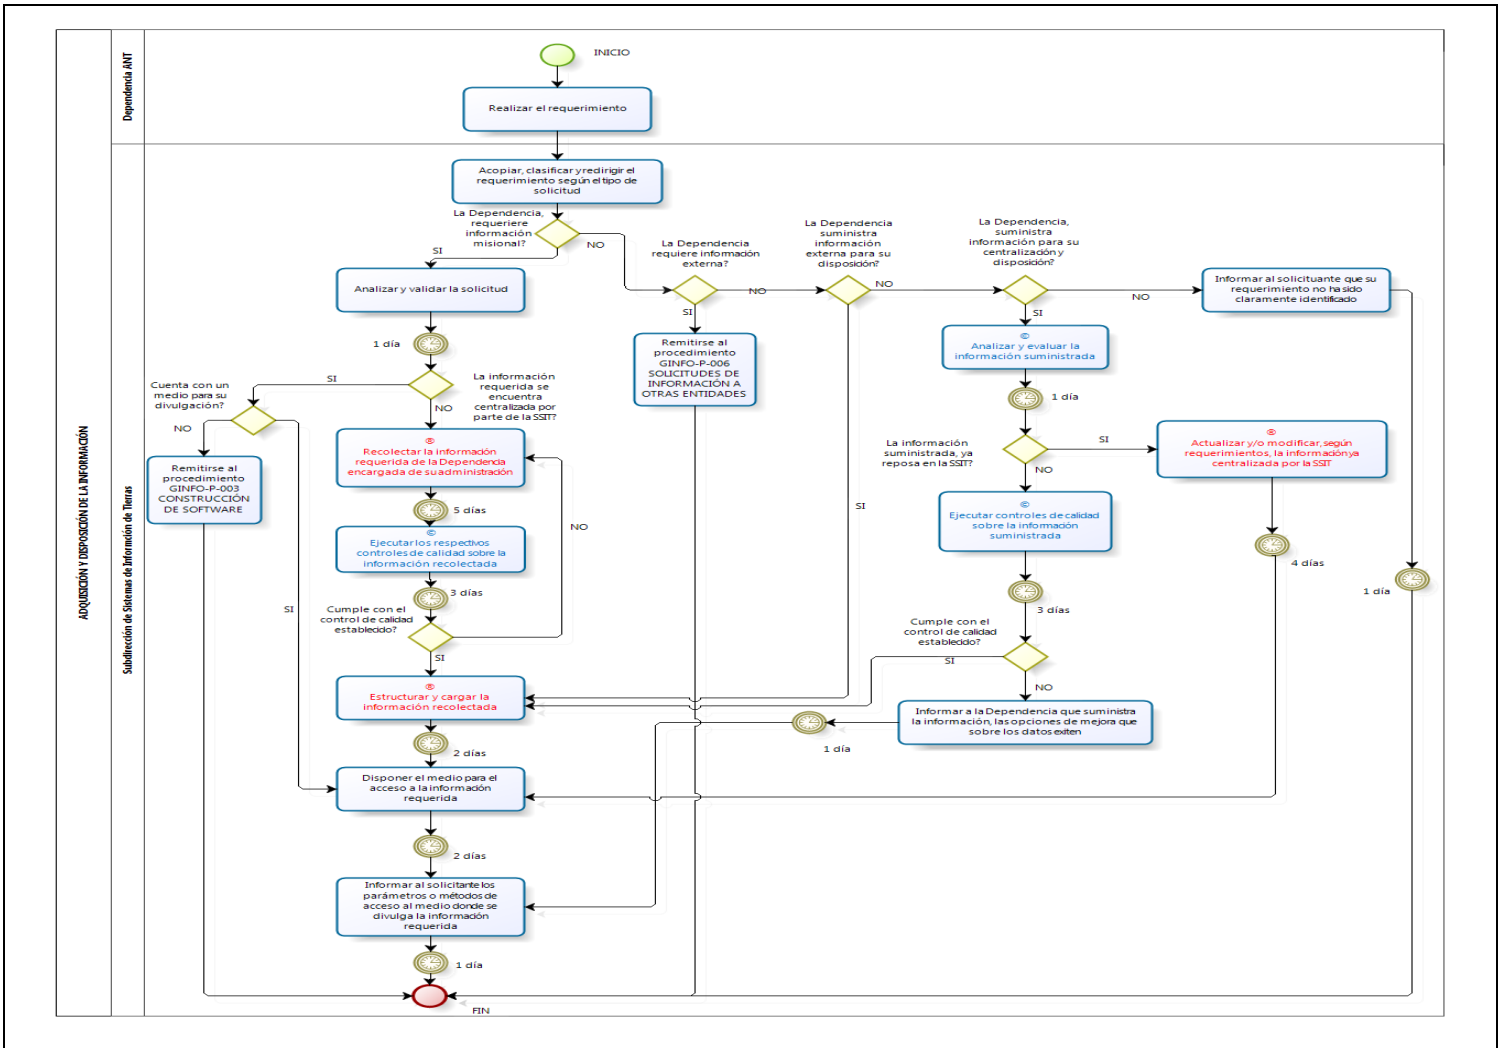 ADQUISICIÓN Y DISPOSICIÓN DE LA INFORMACIÓN
Dependencia ANT
Subdirección de Sistemas de Informción de Tierras
INICIO
Realizar el requerimiento
Acopiar, clasificar y redirigir el
requerimiento según el tipo de
solicitud
La Dependencia,
requeriere
información
misional?
SI
NO
La Dependencia
requiere información
externa?
NO
SI
La Dependencia
suministra
información
externa para su
disposición?
NO
SI
La Dependencia,
suministra
información para su
centralización y
disposición?
NO
SI
Informar al solicituante que su
requerimiento no ha sido
claramente identificado
1 día
Analizar y validar la solicitud
1 día
La información
requerida se
encuentra
centralizada por
parte de la SSIT?
SI
NO
Cuenta con un
medio para su
divulgación?
NO
SI
Remitirse al
procedimiento
GINFO-P-003
CONSTRUCCIÓN
DE SOFTWARE
Remitirse al
procedimiento
GINFO-P-006
SOLICITUDES DE
INFORMACIÓN A
OTRAS ENTIDADES
®
Recolectar la información
requerida de la Dependencia
encargada de su administración
5 días
©
Ejecutar los respectivos
controles de calidad sobre la
información recolectada
3 días
Cumple con el
control de calidad
establecido?
NO
SI
®
Estructurar y cargar la
información recolectada
2 días
Disponer el medio para el
acceso a la información
requerida
2 días
Informar al solicitante los
parámetros o métodos de
acceso al medio donde se
divulga la información
requerida
1 día
FIN
©
Analizar y evaluar la
información suministrada
1 día
La información
suministrada, ya
reposa en la SSIT?
SI
NO
®
Actualizar y/o modificar, según
requerimientos, la información ya
centralizada por la SSIT
4 días
©
Ejecutar controles de calidad
sobre la información
suministrada
3 días
Cumple con el
control de calidad
establecido?
SI
NO
Informar a la Dependencia que suministra
la información, las opciones de mejora que
sobre los datos exiten
1 día